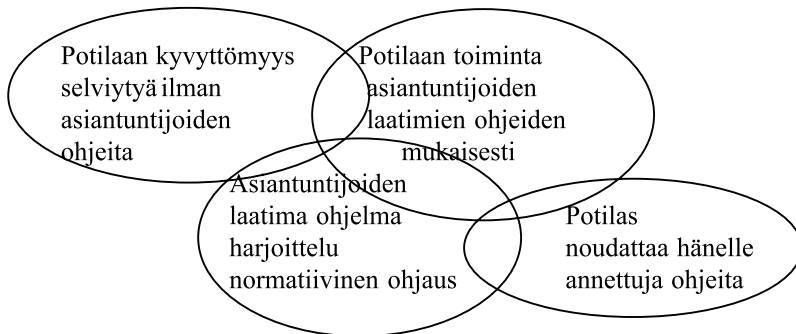 Potilaan kyvyttömyys
selviytyä ilman
asiantuntijoiden
ohjeita
Potilaan toiminta
asiantuntijoiden
laatimien ohjeiden
mukaisesti
Asiantuntijoiden
laatima ohjelma
harjoittelu
normatiivinen ohjaus
Potilas
noudattaa hänelle
annettuja ohjeita